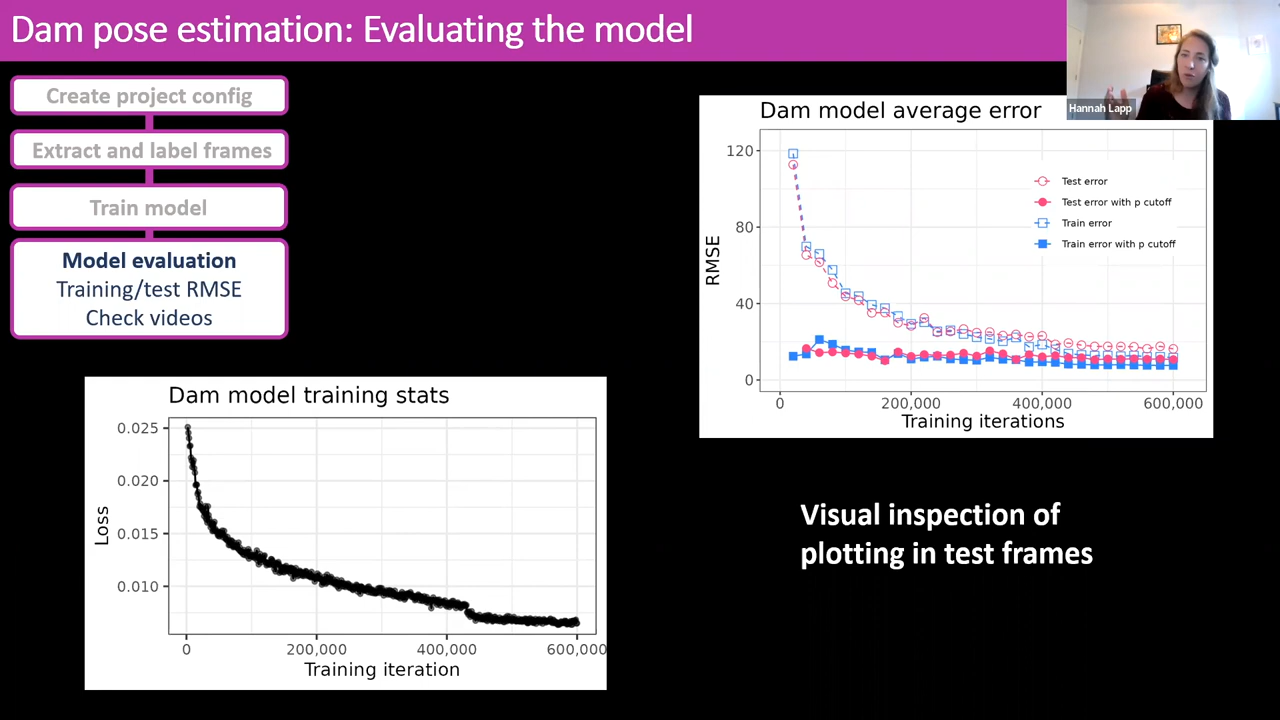 Dam pose estimation: Evaluating the model
Hannah Lapp
Create project config
Extract and label frames
Train model
Model evaluation
Training/test RMSE
Check videos
Dam model average error
RMSE
120
80
40
0
Test error
Test error with p cutoff
Train error
Train error with p cutoff
0
200,000
400,000
600,000
Training iterations
Dam model training stats
Loss
0.025
0.020
0.015
0.010
0
200,000
400,000
600,000
Training iteration
Visual inspection of
plotting in test frames